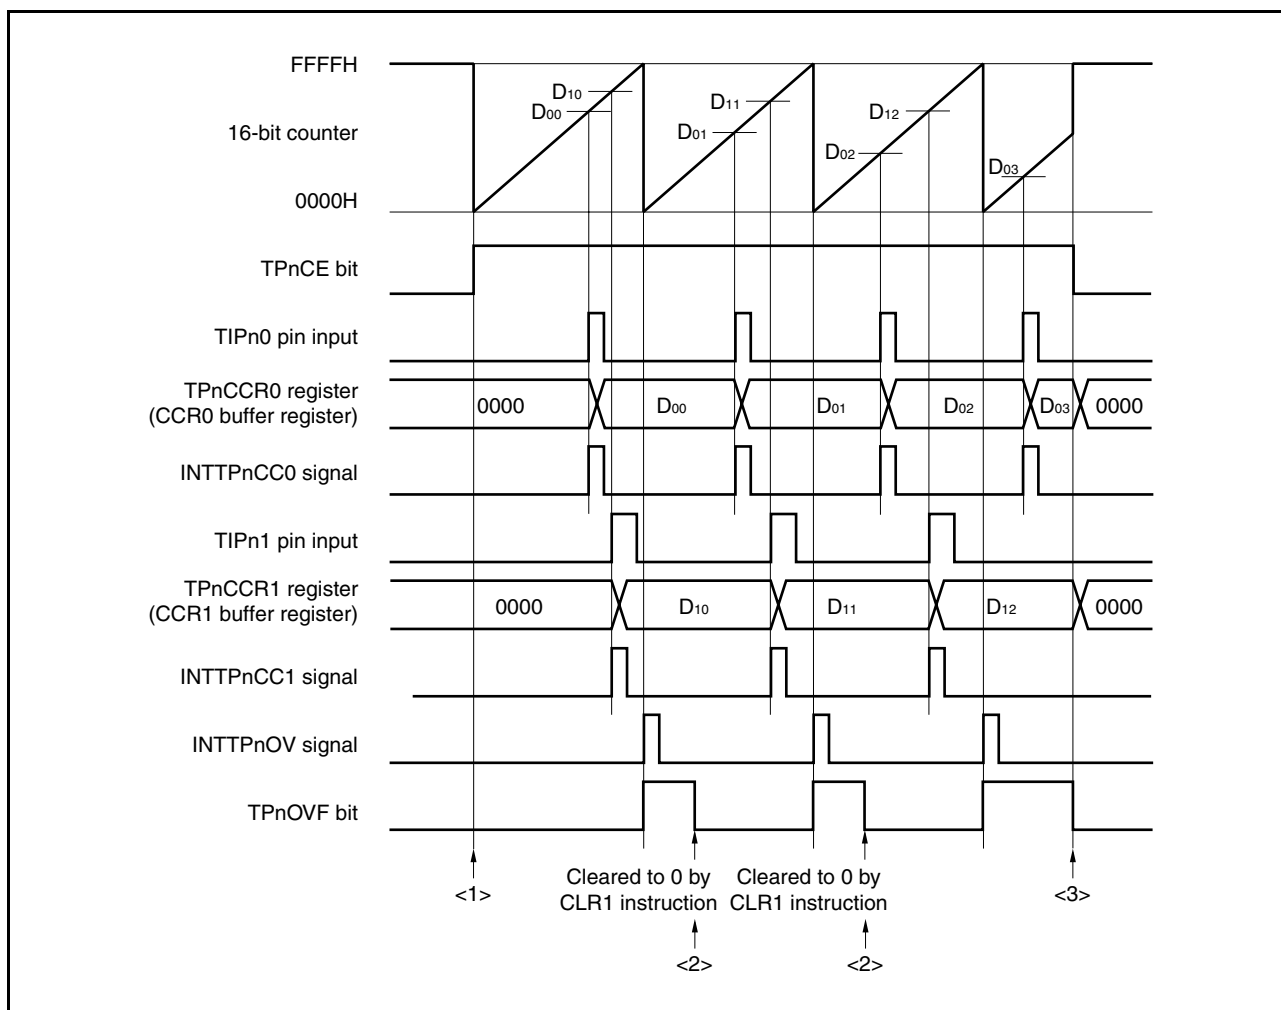 FFFFH
D10
D00
D11
D01
D12
D02
D03
16-bit counter
0000H
TPnCE bit
TIPn0 pin input
TPnCCR0 register
(CCR0 buffer register)
0000 D00 D01 D02 D03 0000
INTTPnCC0 signal
TIPn1 pin input
TPnCCR1 register
(CCR1 buffer register)
0000 D10 D11 D12 0000
INTTPnCC1 signal
INTTPnOV signal
TPnOVF bit
<1>
Cleared to 0 by
CLR1 instruction
<2>
Cleared to 0 by
CLR1 instruction
<2>
<3>